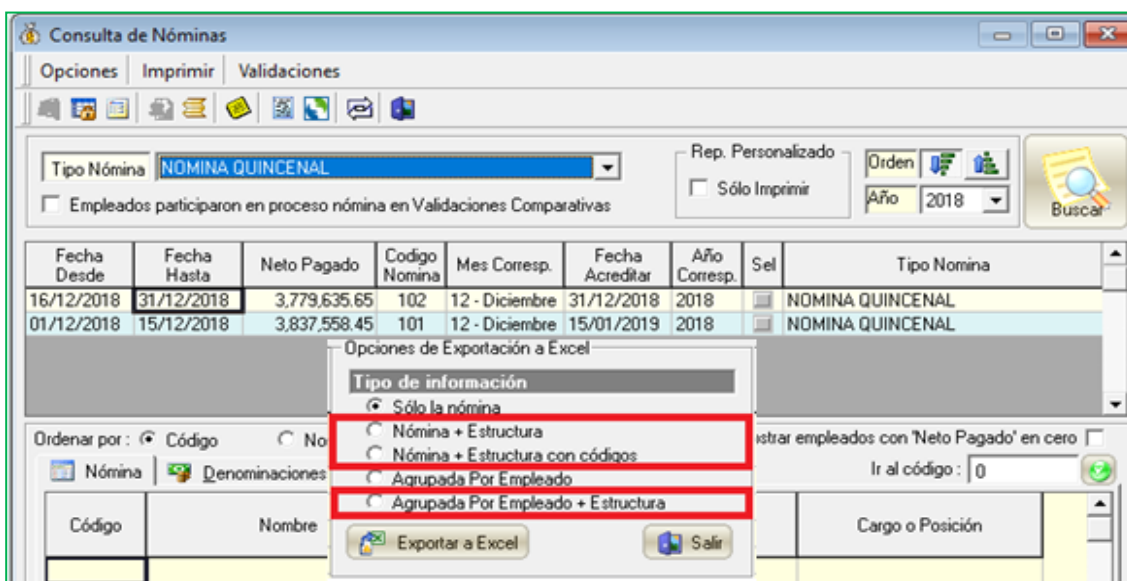 Consulta de Nóminas
Opciones Imprimir Validaciones
Tipo Nómina NOMINA QUINCENAL
Empleados participaron en proceso nómina en Validaciones Comparativas
Rep. Personalizado
Sólo Imprimir
Orden
Año 2018
Buscar
Fecha Desde Fecha Hasta Neto Pagado Codigo Nomina Mes Corresp. Fecha Acreditar Año Corresp. Sel Tipo Nomina
16/12/2018 31/12/2018 3,779,635.65 102 12 - Diciembre 31/12/2018 2018 NOMINA QUINCENAL
01/12/2018 15/12/2018 3,837,558.45 101 12 - Diciembre 15/01/2019 2018 NOMINA QUINCENAL
Opciones de Exportación a Excel
Tipo de información
Sólo la nómina
Nómina + Estructura
Nómina + Estructura con códigos
Agrupada Por Empleado
Agrupada Por Empleado + Estructura
Exportar a Excel Salir
Ordenar por : Código No
strar empleados con 'Neto Pagado' en cero
Nómina Denominaciones
Ir al código : 0
Código Nombre Cargo o Posición